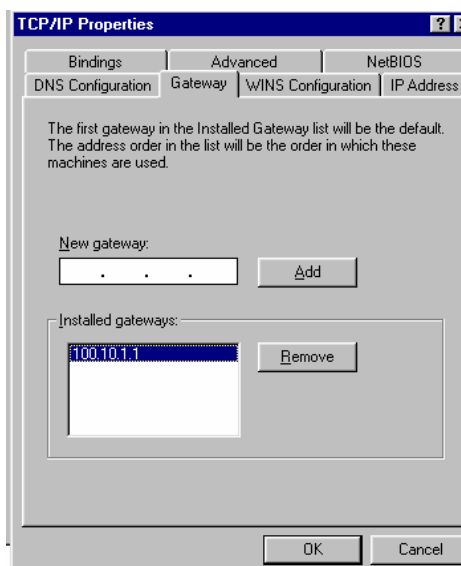 TCP/IP Properties
?
Bindings
Advanced
NetBIOS
DNS Configuration
Gateway
WINS Configuration
IP Address
The first gateway in the Installed Gateway list will be the default.
The address order in the list will be the order in which these
machines are used.
New gateway:
. . .
Add
Installed gateways:
100.10.1.1
Remove
OK
Cancel